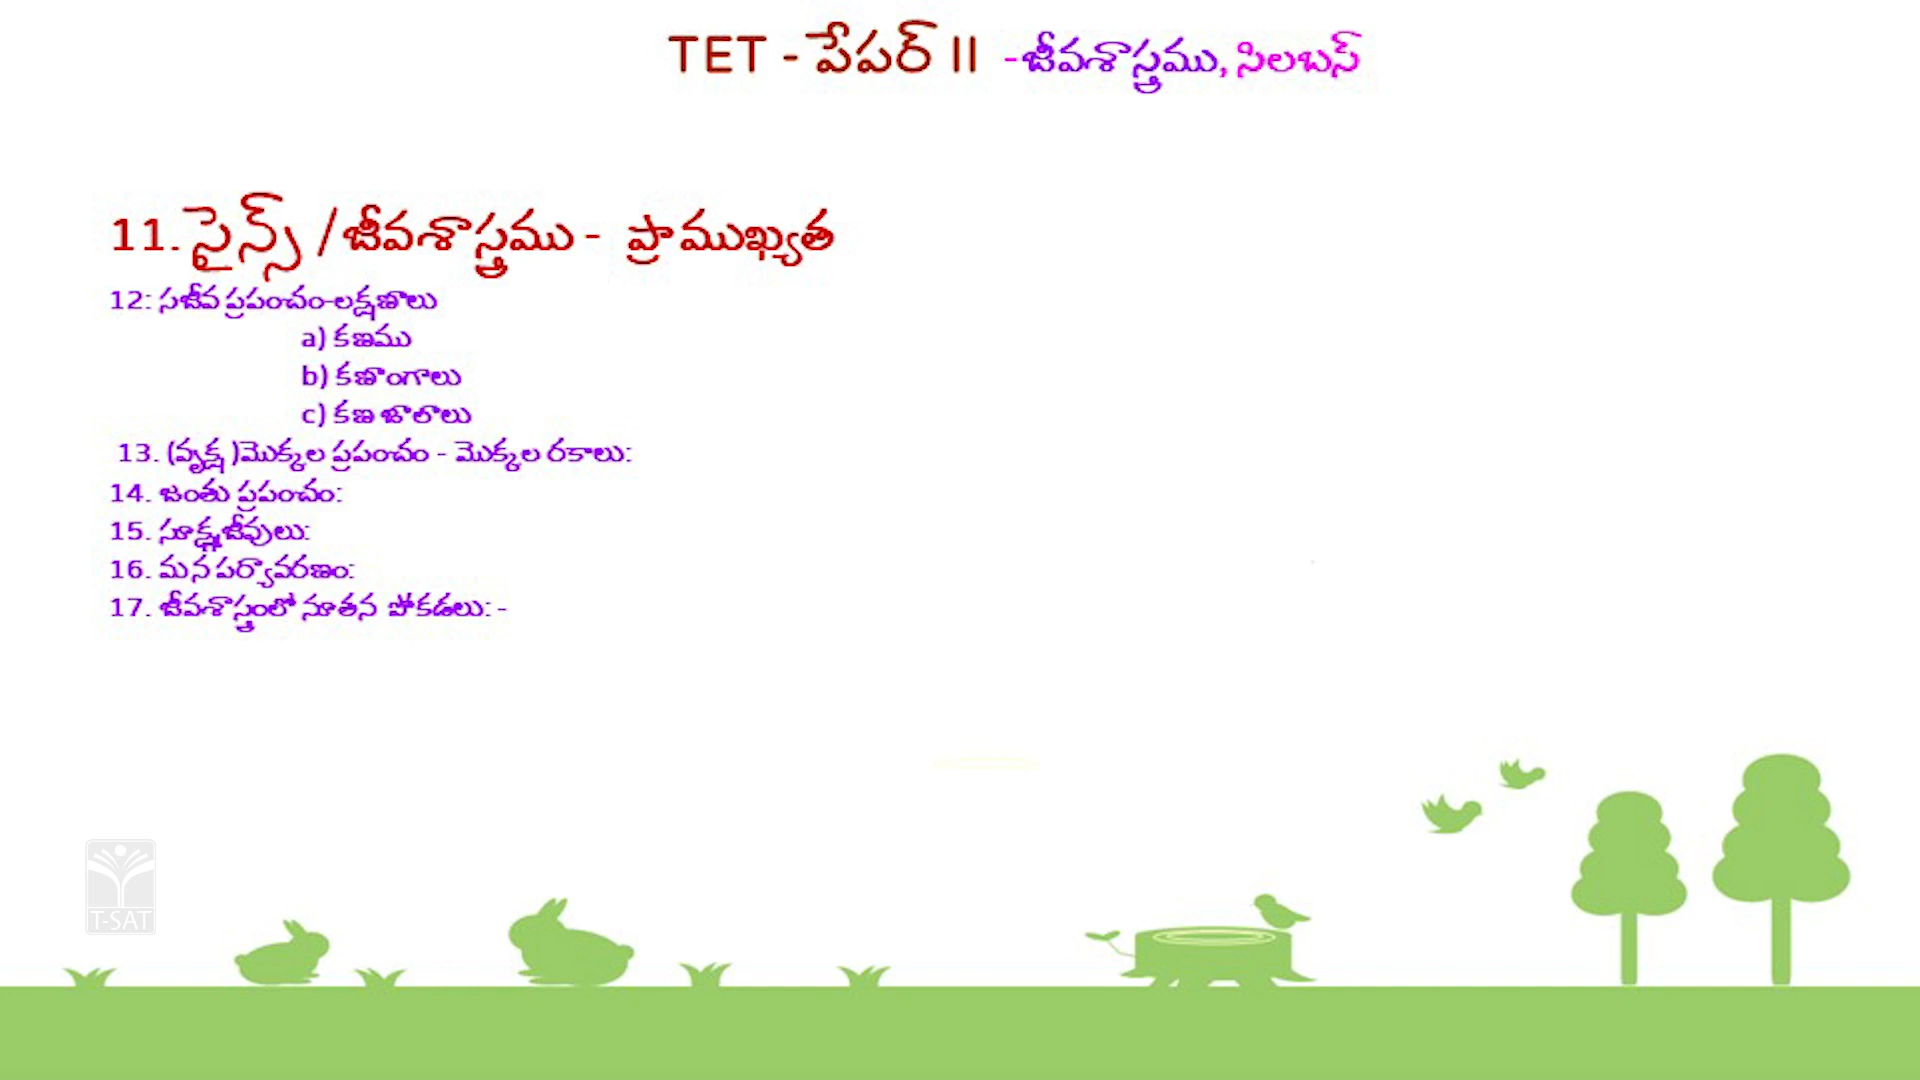 TET - పేపర్ II -జీవశాస్త్రము, సిలబస్
11. సైన్స్ /జీవశాస్త్రము - ప్రాముఖ్యత
12: సజీవ ప్రపంచం-లక్షణాలు
a) కణము
b) కణాంగాలు
c) కణ జాలాలు
13. (వృక్ష )మొక్కల ప్రపంచం - మొక్కల రకాలు:
14. జంతు ప్రపంచం:
15. సూక్ష్మజీవులు:
16. మన పర్యావరణం:
17. జీవశాస్త్రంలో నూతన పోకడలు: -
T-SAT